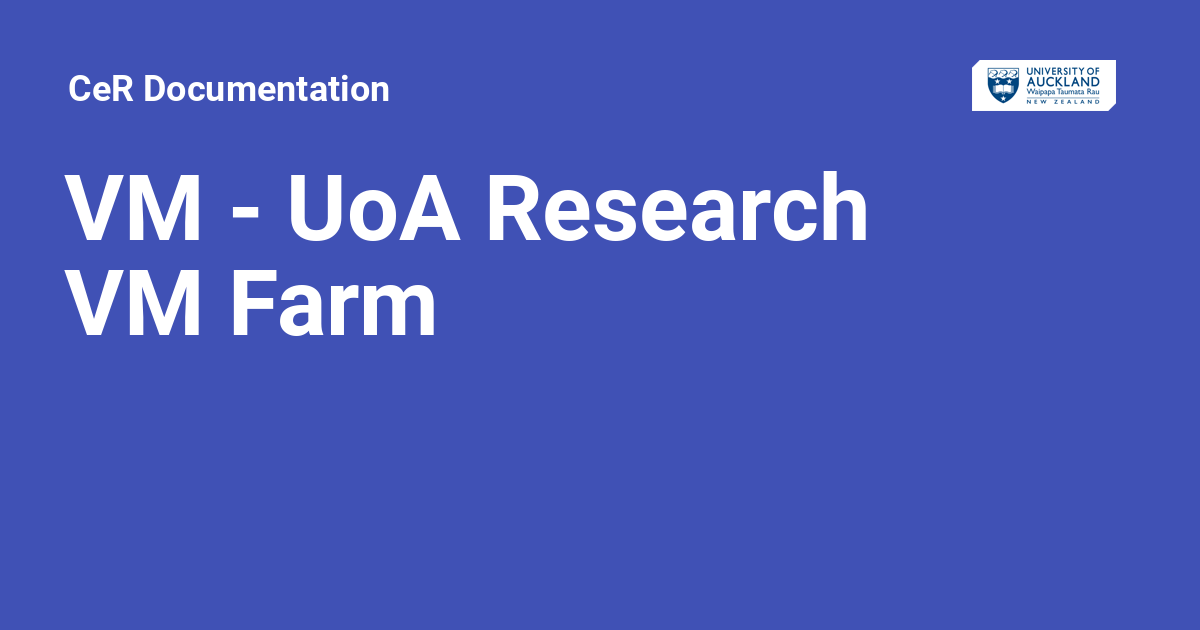 CeR Documentation
UNIVERSITY OF
AUCKLAND
Waipapa Taumata Rau
NEW ZEALAND
VM - UoA Research
VM Farm